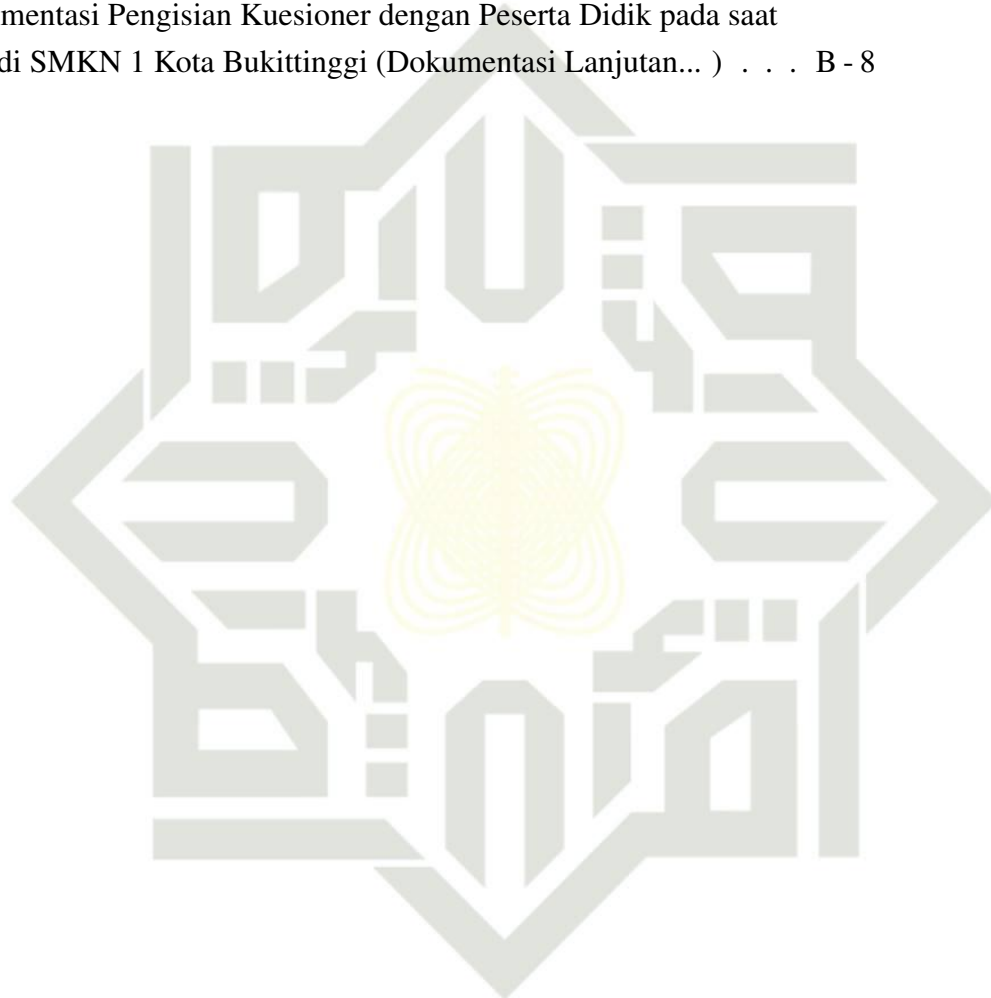 mentasi Pengisian Kuesioner dengan Peserta Didik pada saat
di SMKN 1 Kota Bukittinggi (Dokumentasi Lanjutan... ) . . . B - 8